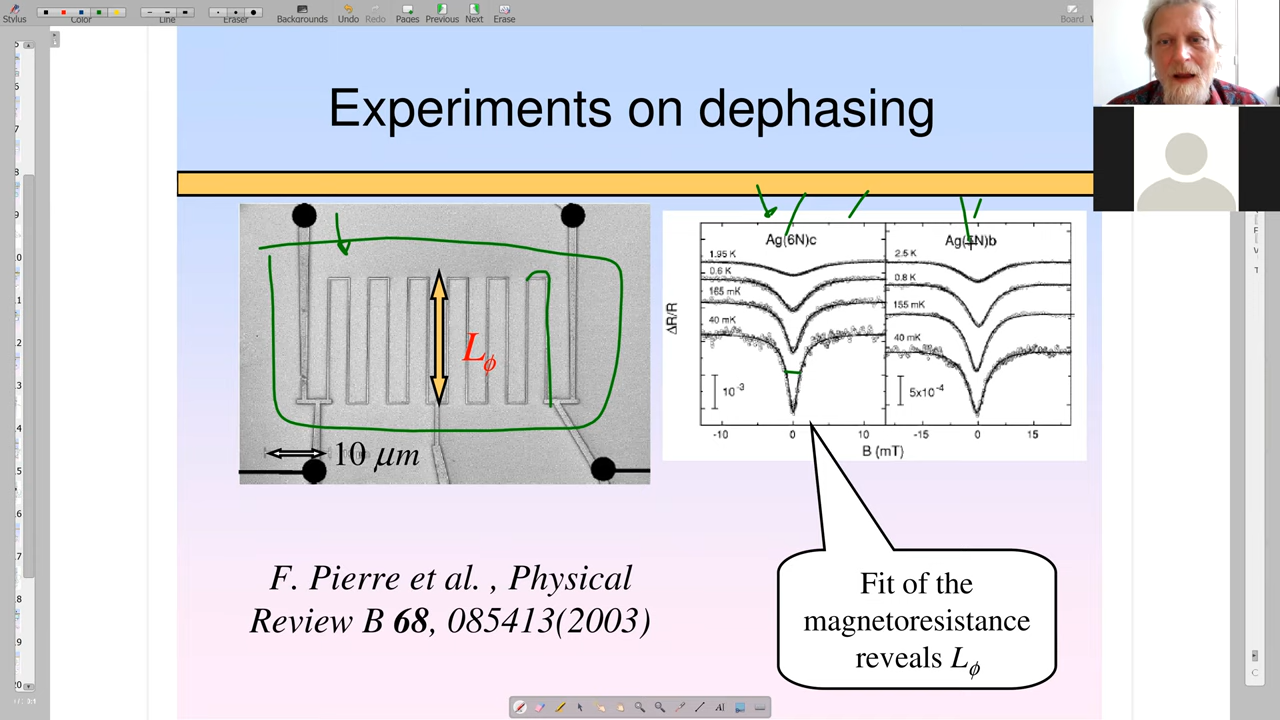 Stylus
Color
Line
Eraser
Backgrounds
Undo
Redo
Pages
Previous
Next
Erase
Board
Experiments on dephasing
Lϕ
10 μm
Ag(6N)c
1.95 K
0.6 K
165 mK
40 mK
10⁻³
ΔR/R
2.5 K
0.8 K
155 mK
40 mK
5x10⁻⁴
-10 0 10 -15 0 15
B (mT)
F. Pierre et al. , Physical
Review B 68, 085413(2003)
Fit of the
magnetoresistance
reveals Lϕ